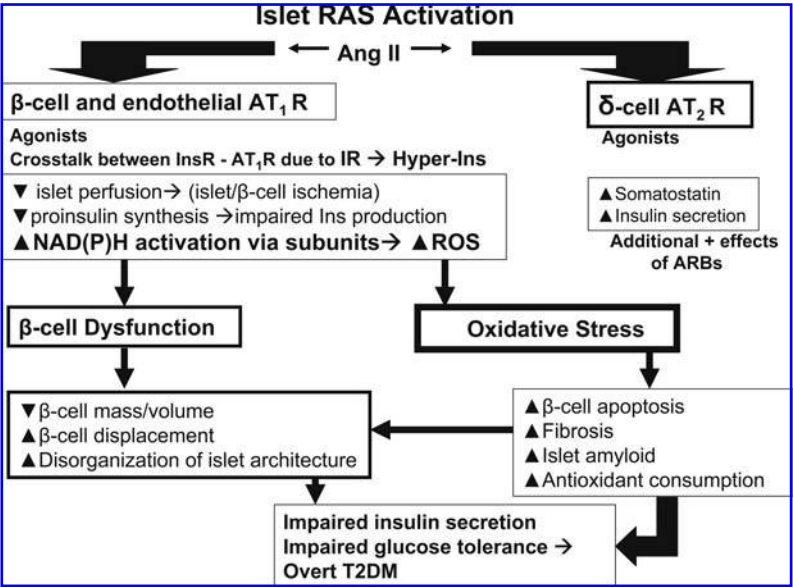 Islet RAS Activation
← Ang II →
β-cell and endothelial AT₁ R
δ-cell AT₂ R
Agonists
Agonists
Crosstalk between InsR - AT₁R due to IR → Hyper-Ins
▼ islet perfusion→ (islet/β-cell ischemia)
▼proinsulin synthesis →impaired Ins production
▲NAD(P)H activation via subunits→ ▲ROS
▲Somatostatin
▲Insulin secretion
Additional + effects
of ARBs
β-cell Dysfunction
Oxidative Stress
▼β-cell mass/volume
▲β-cell displacement
▲Disorganization of islet architecture
▲β-cell apoptosis
▲Fibrosis
▲Islet amyloid
▲Antioxidant consumption
Impaired insulin secretion
Impaired glucose tolerance →
Overt T2DM